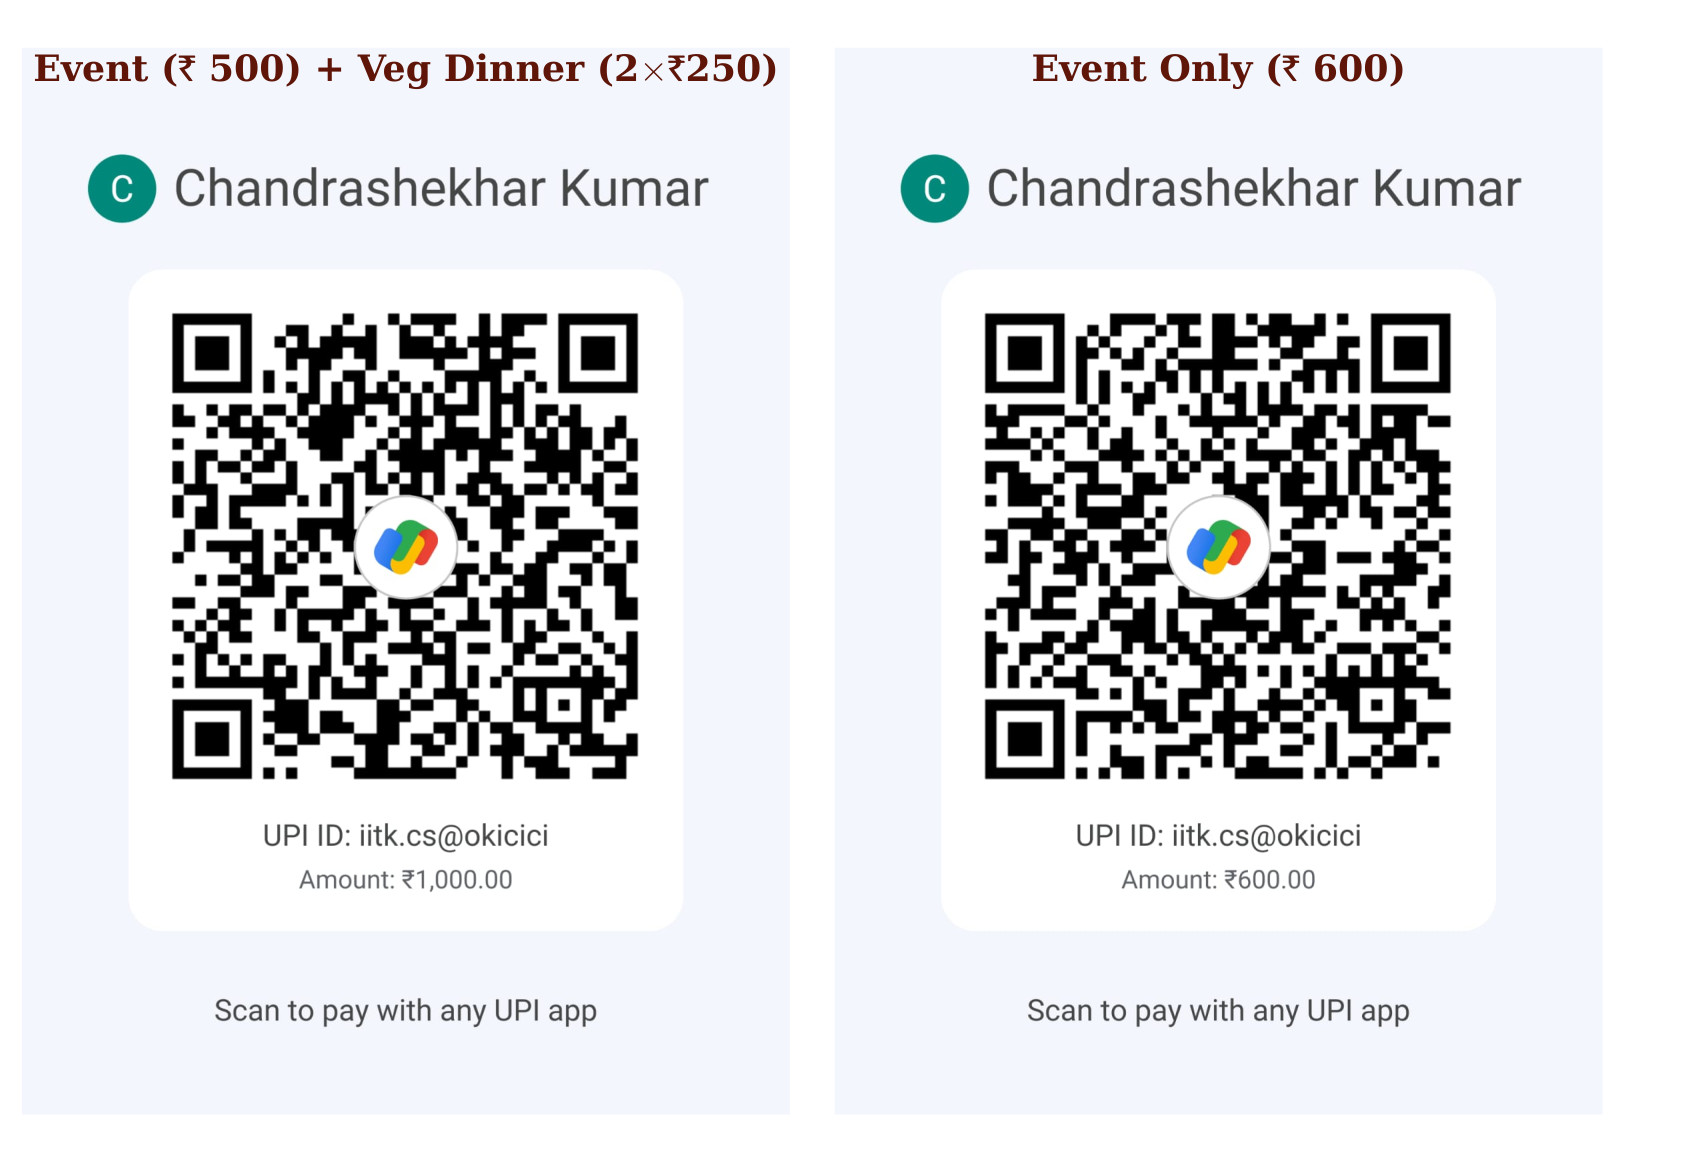 Event (₹ 500) + Veg Dinner (2×₹250)
C Chandrashekhar Kumar
UPI ID: iitk.cs@okicici
Amount: ₹1,000.00
Scan to pay with any UPI app
Event Only (₹ 600)
C Chandrashekhar Kumar
UPI ID: iitk.cs@okicici
Amount: ₹600.00
Scan to pay with any UPI app